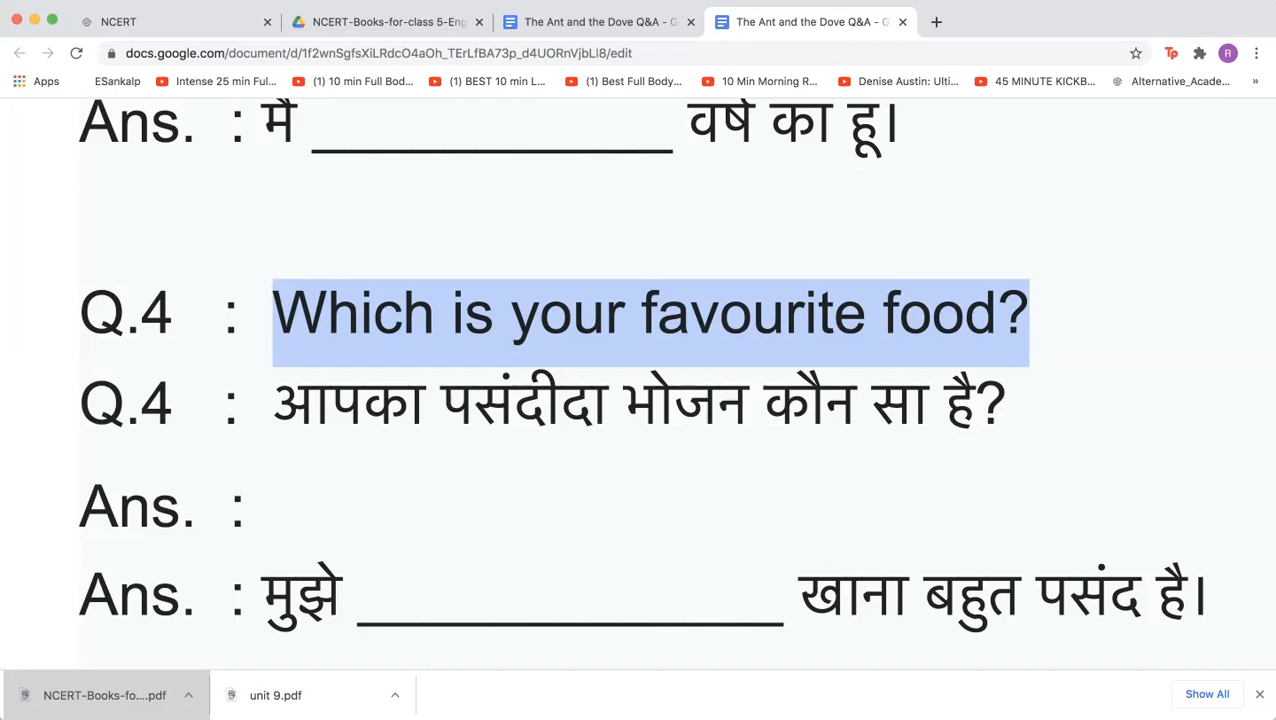 NCERT
NCERT-Books-for-class 5-Eng
The Ant and the Dove Q&A - G
The Ant and the Dove Q&A - G
docs.google.com/document/d/1f2wnSgfsXiLRdcO4aOh_TErLfBA73p_d4UORnVjbLl8/edit
Apps
ESankalp
Intense 25 min Ful...
(1) 10 min Full Bod...
(1) BEST 10 min L...
(1) Best Full Body...
10 Min Morning R...
Denise Austin: Ulti...
45 MINUTE KICKB...
Alternative_Acade...
Ans. : मैं ____________ वर्ष का हूं।
Q.4 : Which is your favourite food?
Q.4 : आपका पसंदीदा भोजन कौन सा है?
Ans. :
Ans. : मुझे ______________ खाना बहुत पसंद है।
NCERT-Books-fo....pdf
unit 9.pdf
Show All